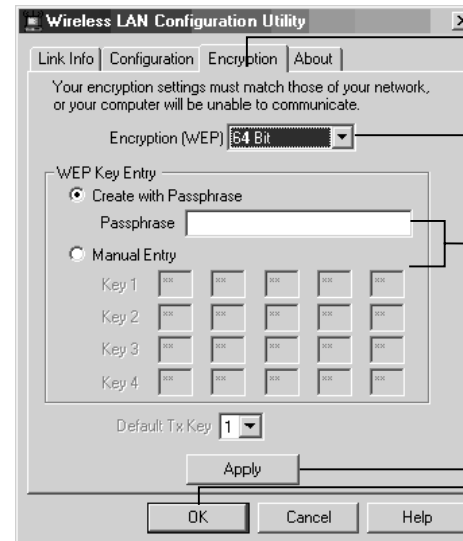 Wireless LAN Configuration Utility
Link Info Configuration Encryption About
Your encryption settings must match those of your network,
or your computer will be unable to communicate.
Encryption (WEP) 64 Bit
WEP Key Entry
Create with Passphrase
Passphrase
Manual Entry
Key 1 ** ** ** ** **
Key 2 ** ** ** ** **
Key 3 ** ** ** ** **
Key 4 ** ** ** ** **
Default Tx Key 1
Apply
OK Cancel Help